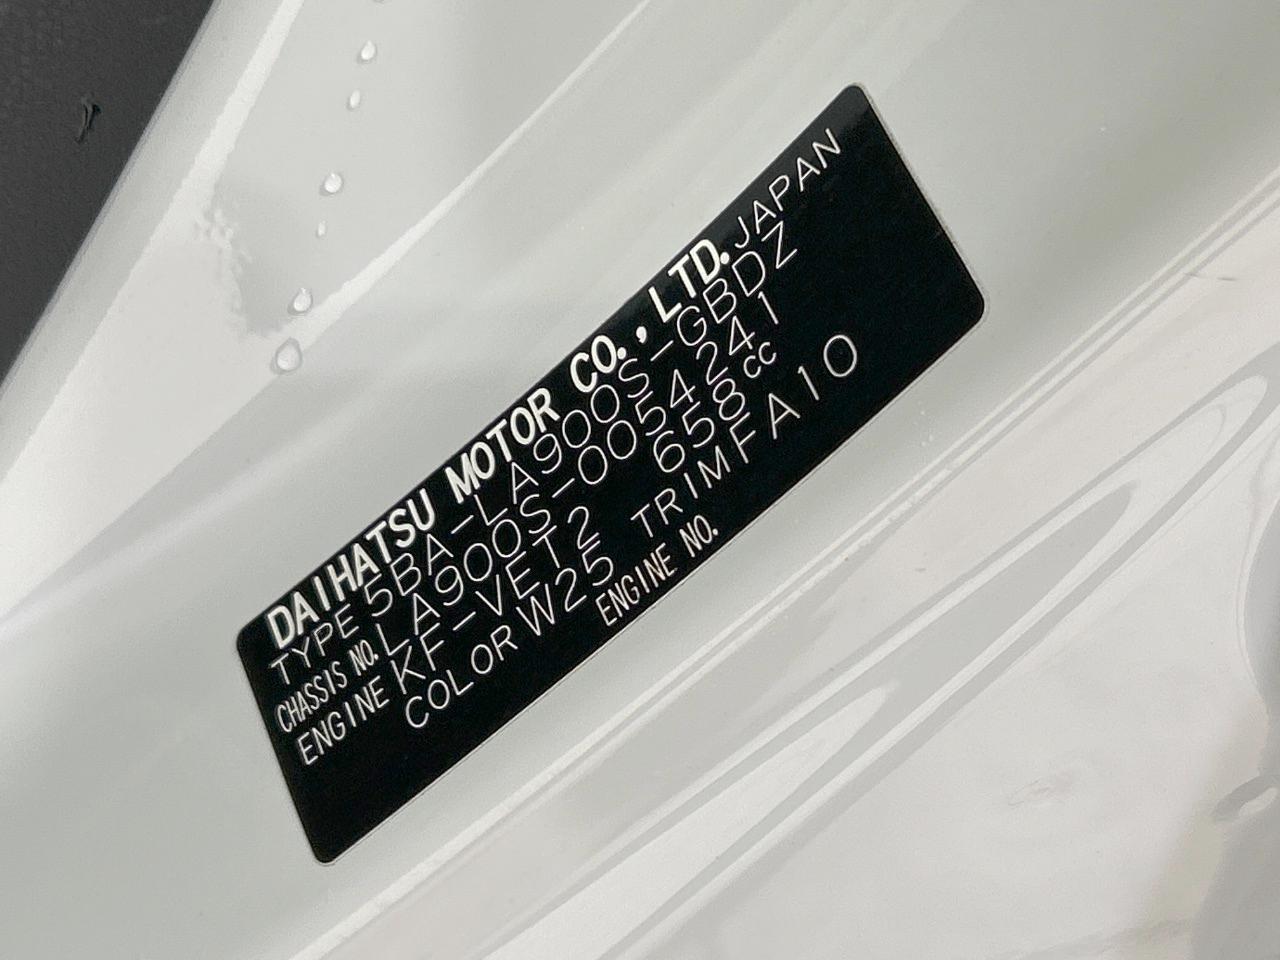 DAIHATSU MOTOR CO., LTD. JAPAN
TYPE 5BA-LA900S-GBDZ
CHASSIS NO. LA900S-0054241
ENGINE KF-VET2 658cc
COLOR W25 TRIM FA10
ENGINE NO.